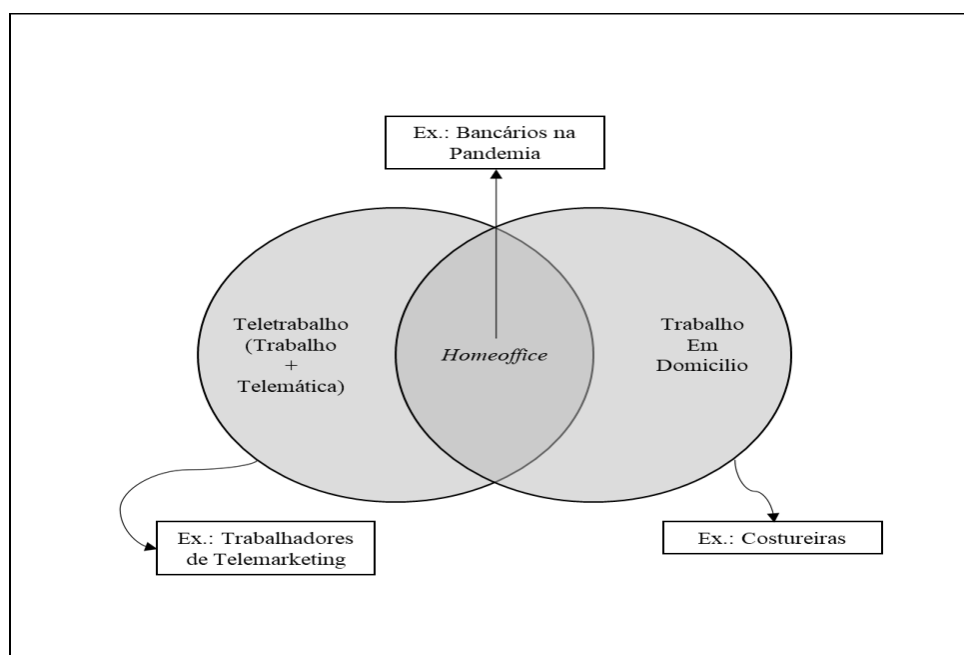 Ex.: Bancários na
Pandemia
Teletrabalho
(Trabalho
+
Telemática)
Homeoffice
Trabalho
Em
Domicilio
Ex.: Trabalhadores
de Telemarketing
Ex.: Costureiras